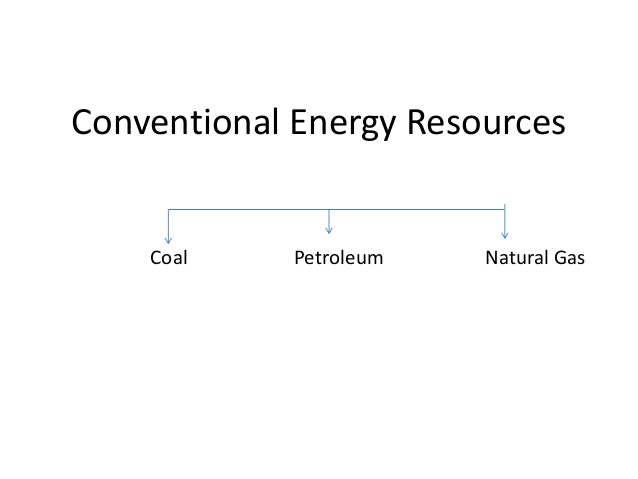 Conventional Energy Resources
Coal Petroleum Natural Gas